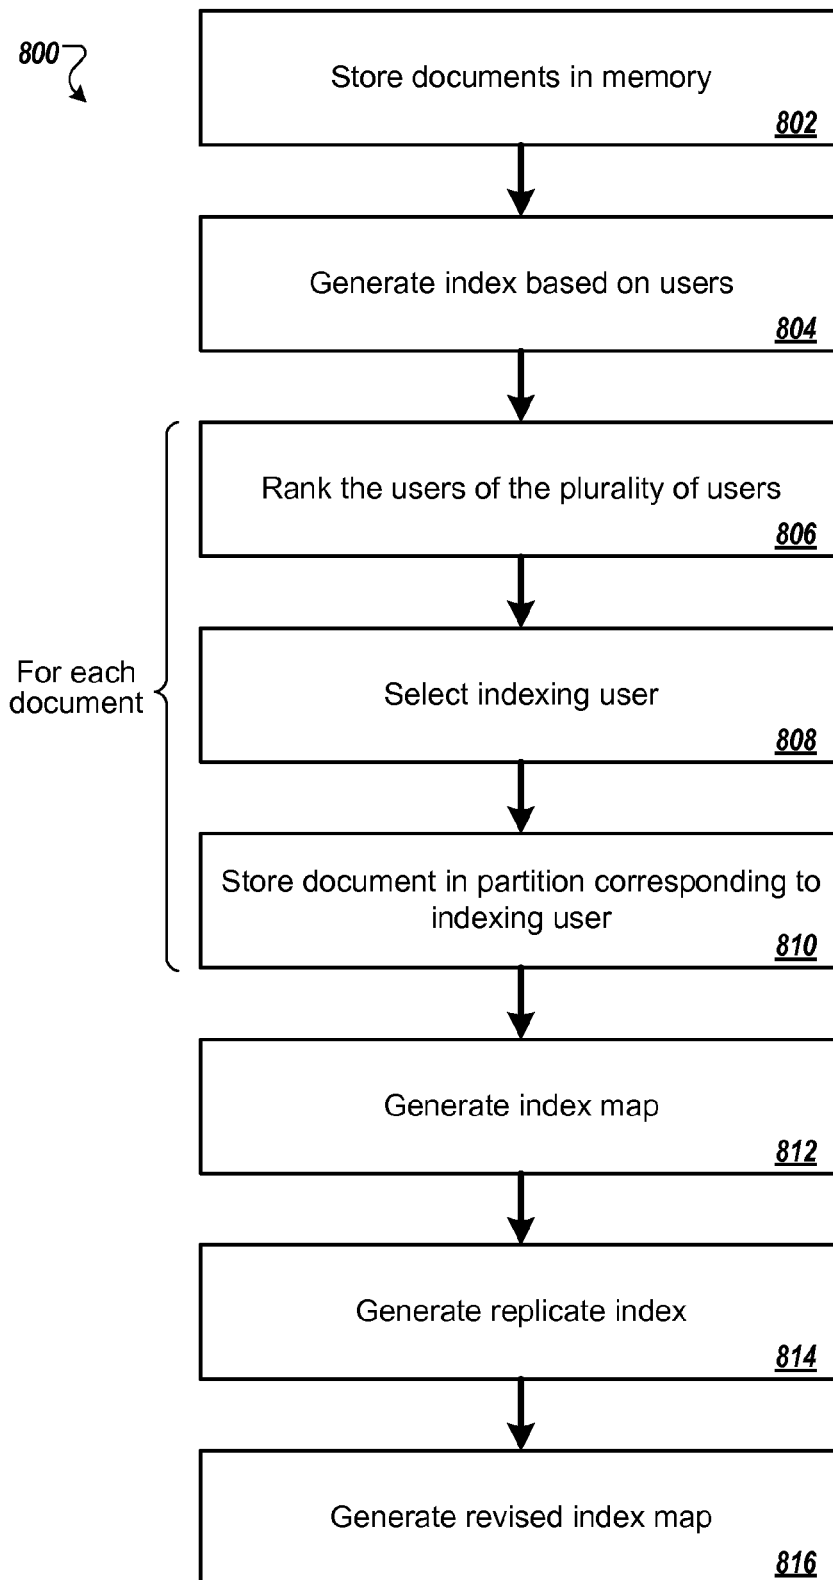 800
Store documents in memory
802
Generate index based on users
804
Rank the users of the plurality of users
806
For each
document
Select indexing user
808
Store document in partition corresponding to
indexing user
810
Generate index map
812
Generate replicate index
814
Generate revised index map
816